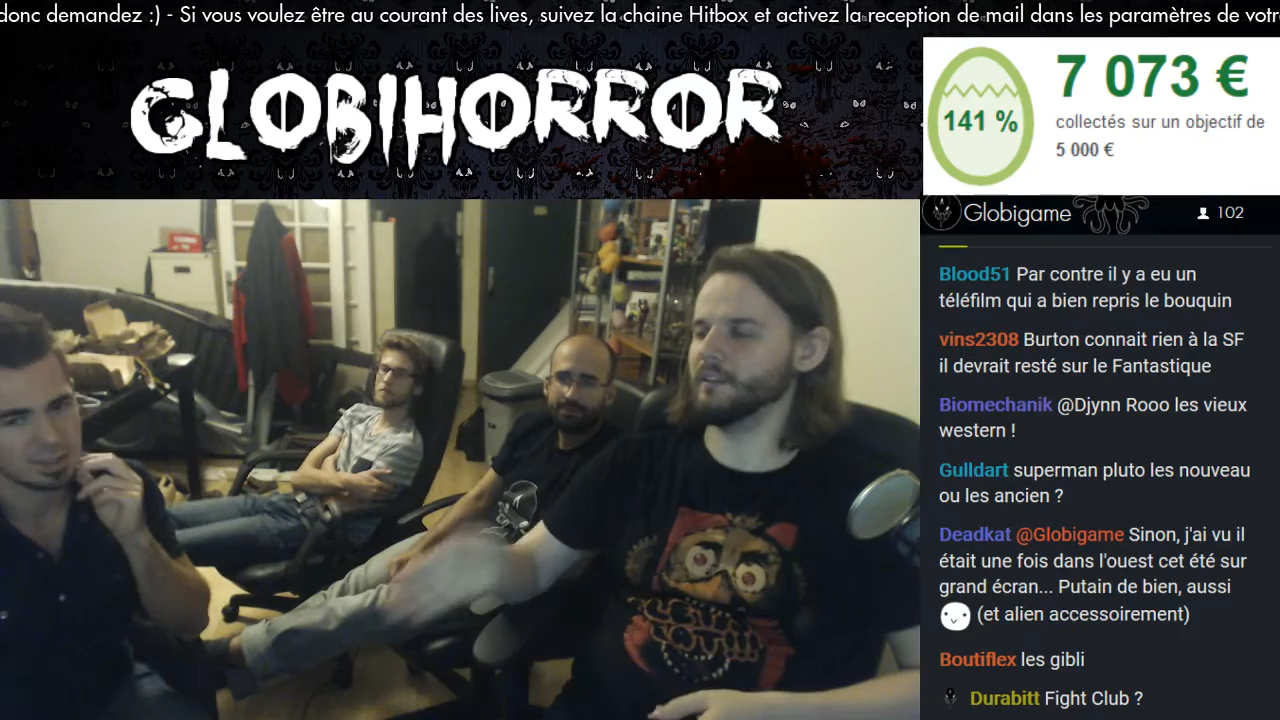 donc demandez :) - Si vous voulez être au courant des lives, suivez la chaine Hitbox et activez la reception de mail dans les paramètres de votr
GLOBIHORROR
141 %
7 073 €
collectés sur un objectif de
5 000 €
Globigame
102
Blood51 Par contre il y a eu un
téléfilm qui a bien repris le bouquin
vins2308 Burton connait rien à la SF
il devrait resté sur le Fantastique
Biomechanik @Djynn Rooo les vieux
western !
Gulldart superman pluto les nouveau
ou les ancien ?
Deadkat @Globigame Sinon, j'ai vu il
était une fois dans l'ouest cet été sur
grand écran... Putain de bien, aussi
(et alien accessoirement)
Boutiflex les gibli
Durabitt Fight Club ?